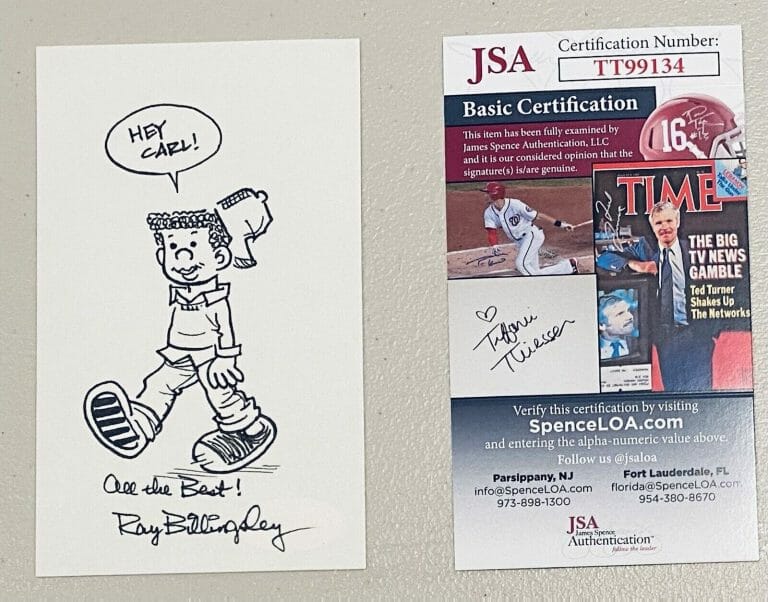 HEY
CARL!
all the Best!
Ray Billingsley
JSA
Certification Number:
TT99134
Basic Certification
This item has been fully examined by
James Spence Authentication, LLC
and it is our considered opinion that the
signature(s) is/are genuine.
16
TIME
THE BIG
TV NEWS
GAMBLE
Ted Turner
Shakes Up
The Networks
Tiffani
Thiessen
Verify this certification by visiting
SpenceLOA.com
and entering the alpha-numeric value above.
Follow us @jsaloa
Parsippany, NJ
info@SpenceLOA.com
973-898-1300
Fort Lauderdale, FL
florida@SpenceLOA.com
954-380-8670
JSA
James Spence
Authentication
follow the leader